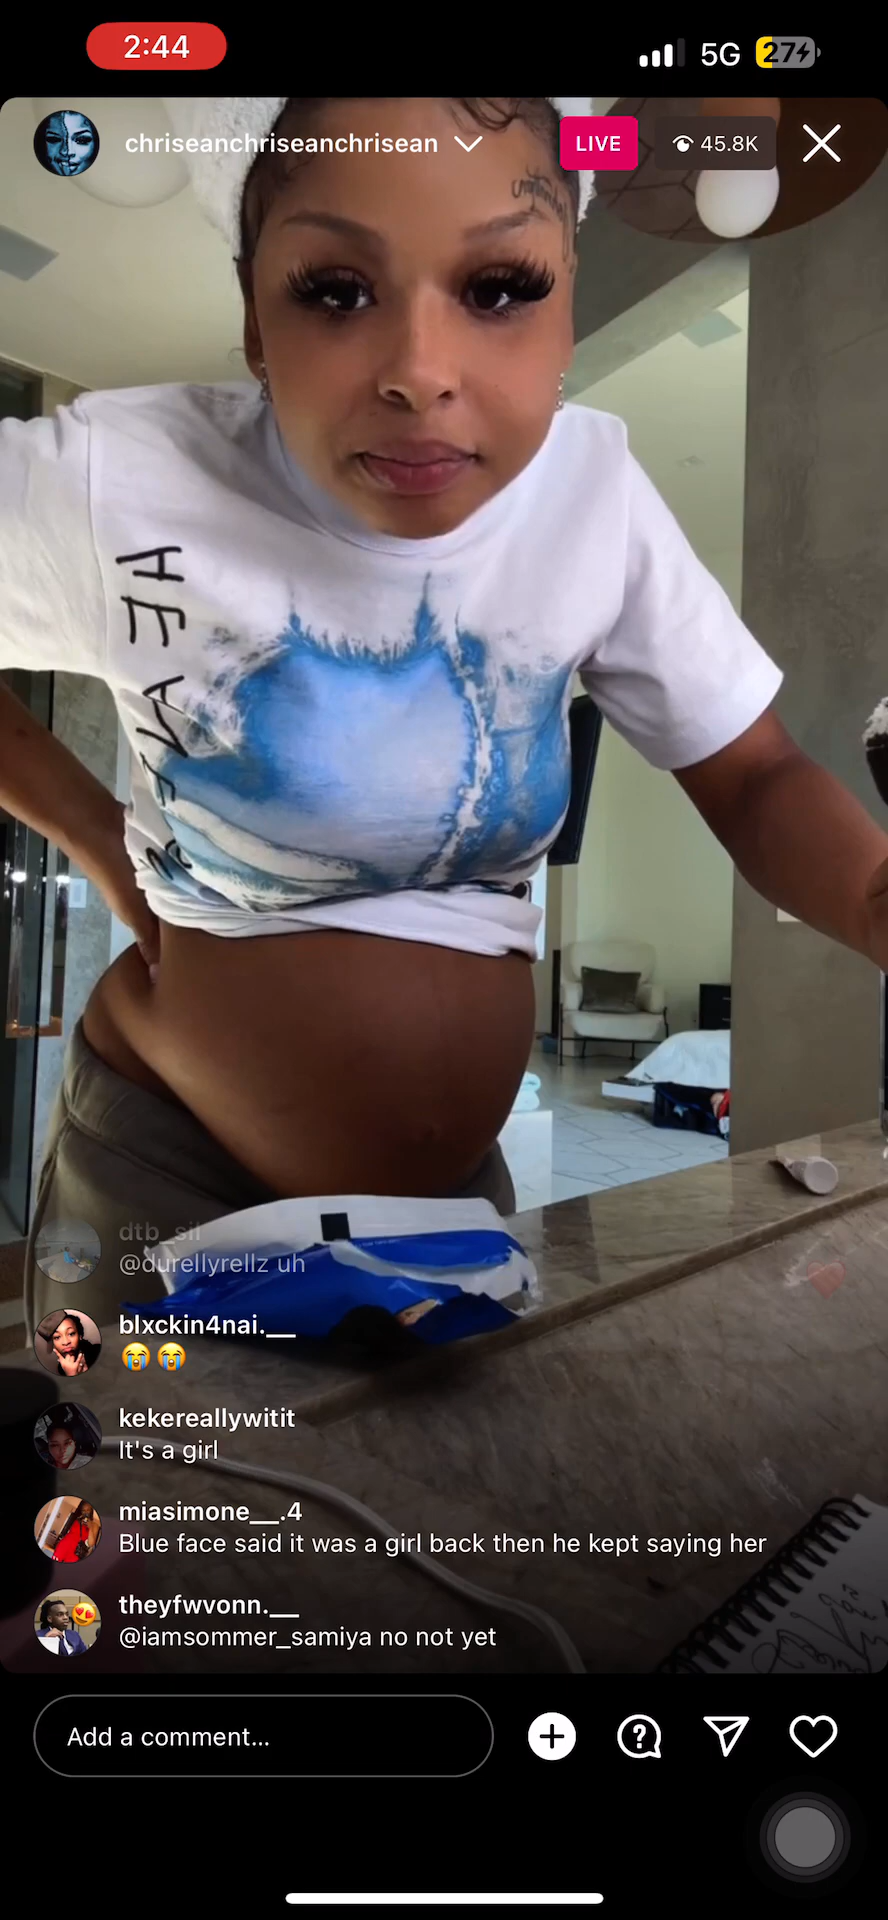 2:44
5G
27
chriseanchriseanchrisean
LIVE
45.8K
HEAVEN
dtb_sil
@durellyrellz uh
blxckin4nai.__
😭😭
kekereallywitit
It's a girl
miasimone__.4
Blue face said it was a girl back then he kept saying her
theyfwvonn.__
@iamsommer_samiya no not yet
Add a comment...